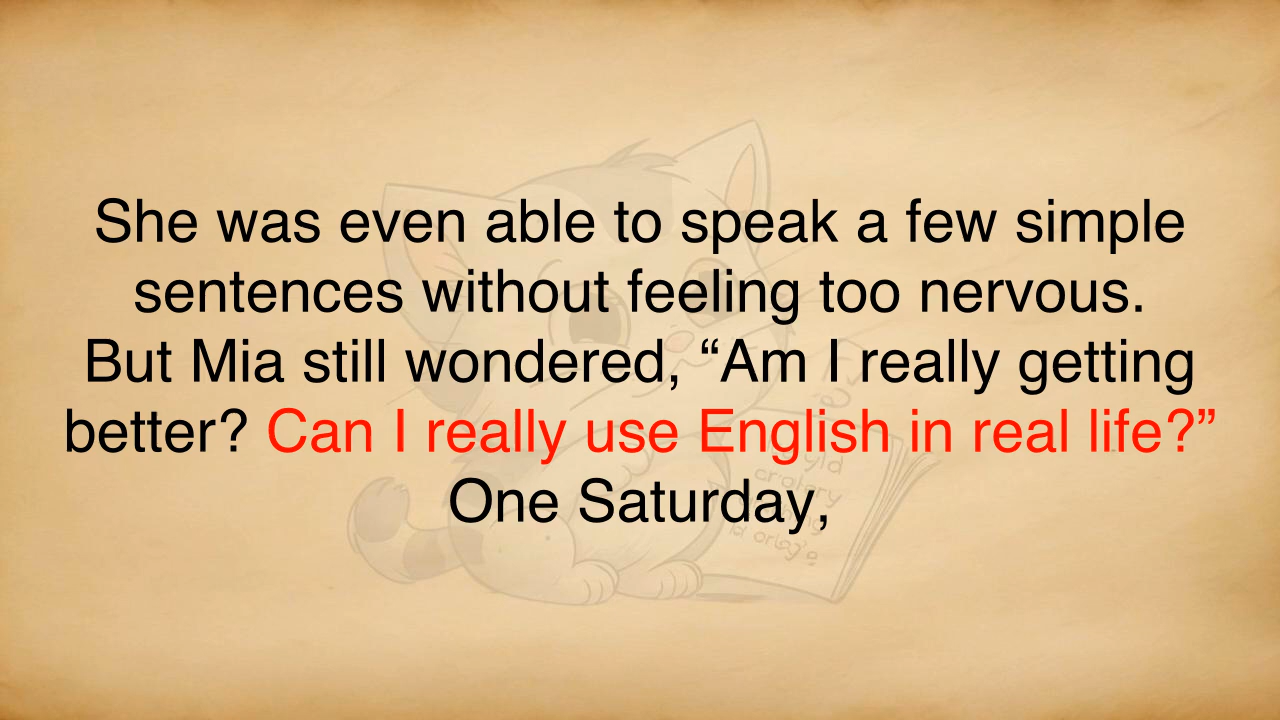 She was even able to speak a few simple
sentences without feeling too nervous.
But Mia still wondered, “Am I really getting
better? Can I really use English in real life?”
One Saturday,